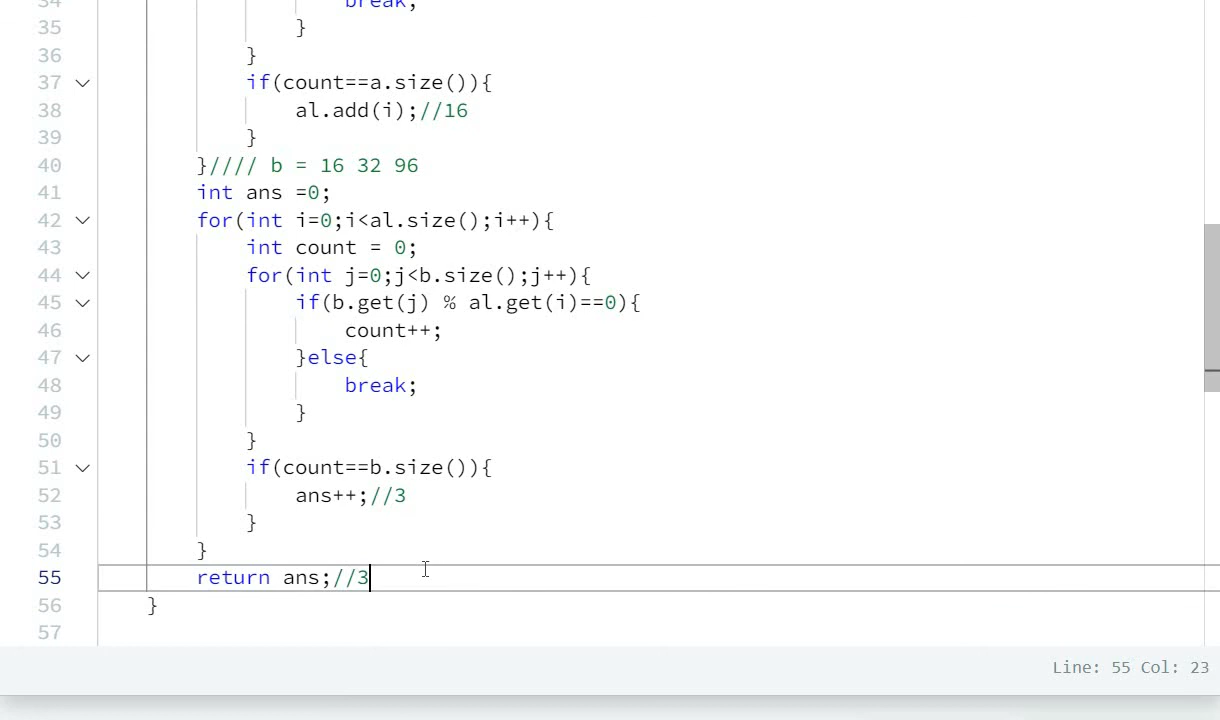 34 break;
35 }
36 }
37 if(count==a.size()){
38 al.add(i);//16
39 }
40 }//// b = 16 32 96
41 int ans =0;
42 for(int i=0;i<al.size();i++){
43 int count = 0;
44 for(int j=0;j<b.size();j++){
45 if(b.get(j) % al.get(i)==0){
46 count++;
47 }else{
48 break;
49 }
50 }
51 if(count==b.size()){
52 ans++;//3
53 }
54 }
55 return ans;//3
56 }
57
Line: 55 Col: 23